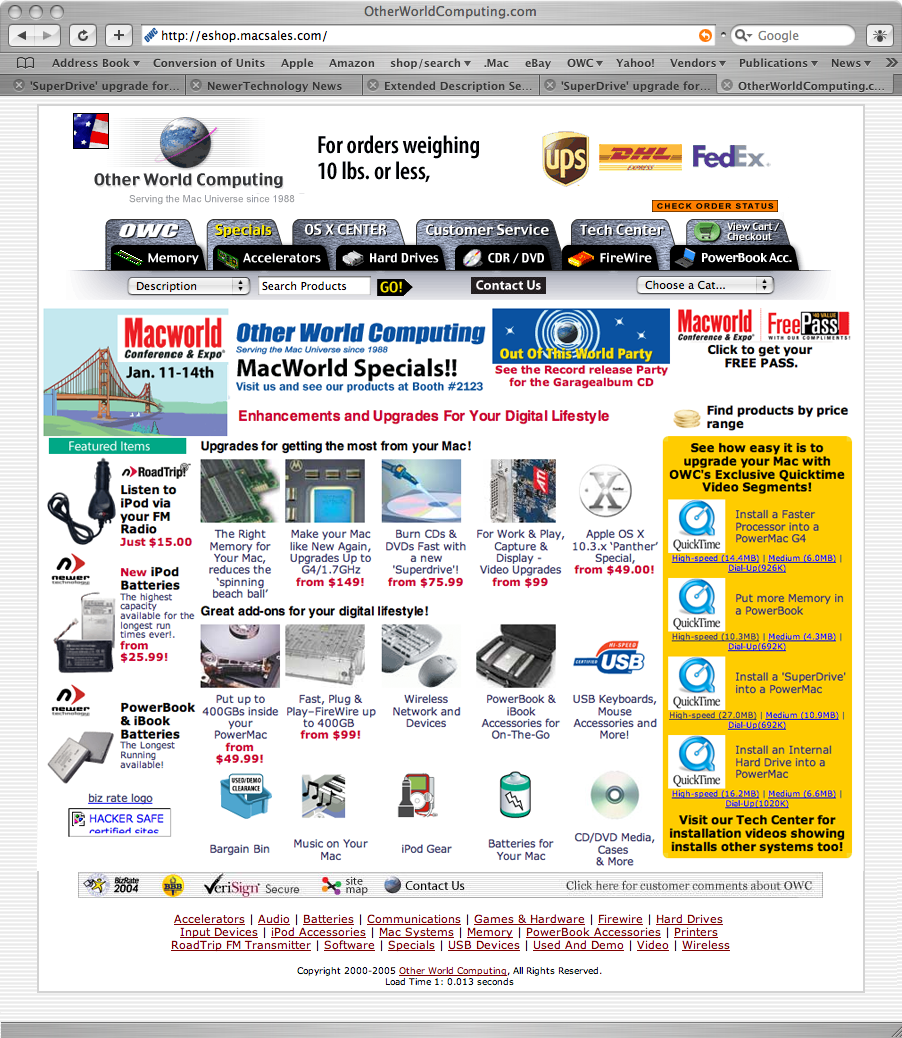 OtherWorldComputing.com
http://eshop.macsales.com/
Google
Address Book
Conversion of Units
Apple
Amazon
shop/search
.Mac
eBay
OWC
Yahoo!
Vendors
Publications
News
'SuperDrive' upgrade for...
NewerTechnology News
Extended Description Se...
'SuperDrive' upgrade for...
OtherWorldComputing.c...
Other World Computing
Serving the Mac Universe since 1988
For orders weighing
10 lbs. or less,
ups
DHL
EXPRESS
FedEx
CHECK ORDER STATUS
OWC
Specials
OS X CENTER
Customer Service
Tech Center
View Cart /
Checkout
Memory
Accelerators
Hard Drives
CDR / DVD
FireWire
PowerBook Acc.
Description
Search Products
GO!
Contact Us
Choose a Cat...
Macworld
Conference & Expo
Jan. 11-14th
Other World Computing
Serving the Mac Universe since 1988
MacWorld Specials!!
Visit us and see our products at Booth #2123
Out Of This World Party
See the Record release Party
for the Garagealbum CD
Macworld
Conference & Expo
FreePass
WITH OUR COMPLIMENTS!
Click to get your
FREE PASS.
Enhancements and Upgrades For Your Digital Lifestyle
Find products by price
range
Featured Items
RoadTrip!
Listen to
iPod via
your FM
Radio
Just $15.00
newer
technology
New iPod
Batteries
The highest
capacity
available for the
longest run
times ever!.
from
$25.99!
newer
technology
PowerBook
& iBook
Batteries
The Longest
Running
available!
biz rate logo
HACKER SAFE
certified sites
Upgrades for getting the most from your Mac!
The Right
Memory for
Your Mac,
reduces the
‘spinning
beach ball’
Make your Mac
like New Again,
Upgrades Up to
G4/1.7GHz
from $149!
Burn CDs &
DVDs Fast with
a new
'Superdrive'!
from $75.99
For Work & Play,
Capture &
Display -
Video Upgrades
from $99
Apple OS X
10.3.x ‘Panther’
Special,
from $49.00!
Great add-ons for your digital lifestyle!
Put up to
400GBs inside
your
PowerMac
from
$49.99!
Fast, Plug &
Play–FireWire up
to 400GB
from $99!
Wireless
Network and
Devices
PowerBook &
iBook
Accessories for
On-The-Go
HI-SPEED
CERTIFIED
USB
USB Keyboards,
Mouse
Accessories and
More!
USED/DEMO
CLEARANCE
Bargain Bin
Music on Your
Mac
iPod Gear
Batteries for
Your Mac
CD/DVD Media,
Cases
& More
See how easy it is to
upgrade your Mac with
OWC's Exclusive Quicktime
Video Segments!
QuickTime
Install a Faster
Processor into a
PowerMac G4
High-speed (14.4MB) | Medium (6.0MB) |
Dial-Up(926K)
QuickTime
Put more Memory in
a PowerBook
High-speed (10.3MB) | Medium (4.3MB) |
Dial-Up(692K)
QuickTime
Install a 'SuperDrive'
into a PowerMac
High-speed (27.0MB) | Medium (10.9MB) |
Dial-Up(692K)
QuickTime
Install an Internal
Hard Drive into a
PowerMac
High-speed (16.2MB) | Medium (6.6MB) |
Dial-Up(1020K)
Visit our Tech Center for
installation videos showing
installs other systems too!
BizRate
2004
BBB
VeriSign Secure
site
map
Contact Us
Click here for customer comments about OWC
Accelerators | Audio | Batteries | Communications | Games & Hardware | Firewire | Hard Drives
Input Devices | iPod Accessories | Mac Systems | Memory | PowerBook Accessories | Printers
RoadTrip FM Transmitter | Software | Specials | USB Devices | Used And Demo | Video | Wireless
Copyright 2000-2005 Other World Computing, All Rights Reserved.
Load Time 1: 0.013 seconds